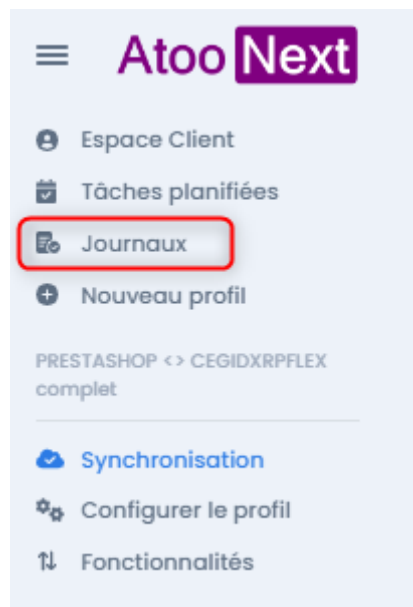 Atoo Next
Espace Client
Tâches planifiées
Journaux
Nouveau profil
PRESTASHOP <> CEGIDXRPFLEX
complet
Synchronisation
Configurer le profil
Fonctionnalités